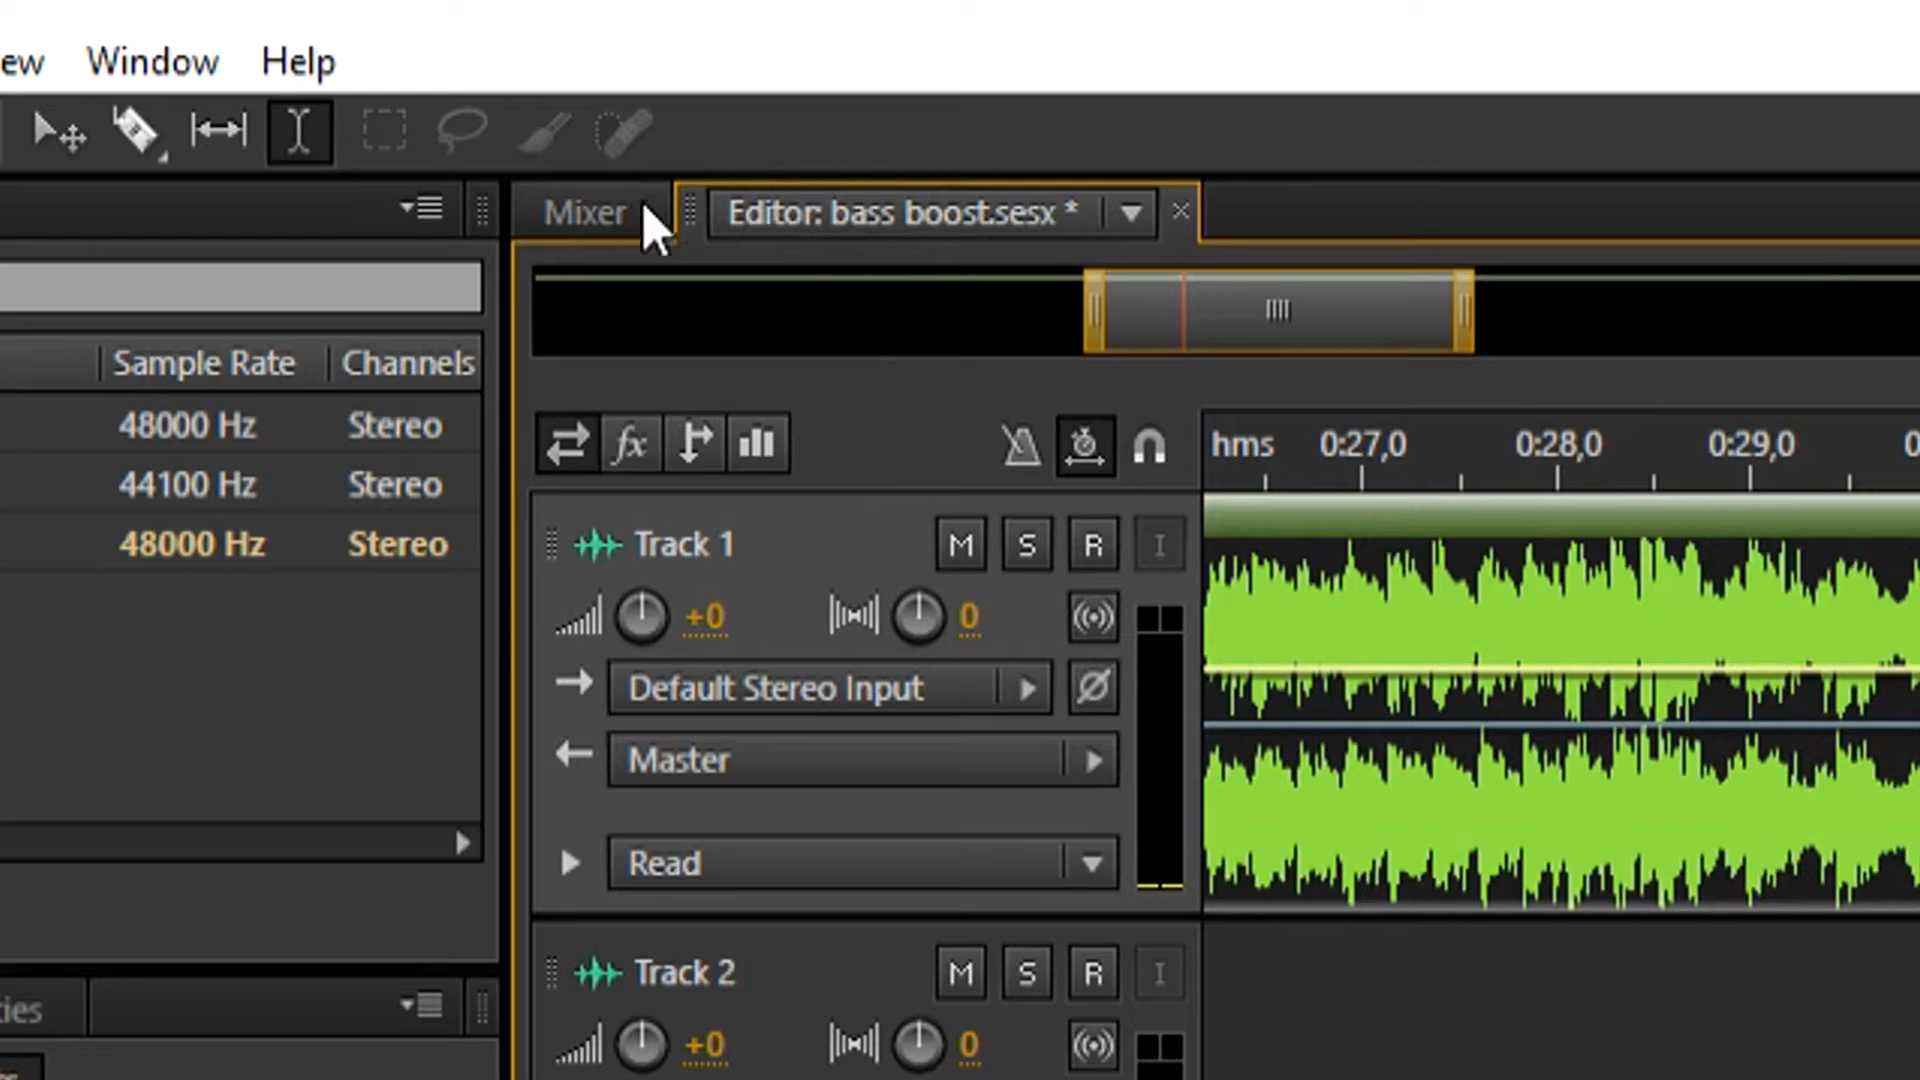 ew Window Help
Mixer Editor: bass boost.sesx *
Sample Rate Channels
48000 Hz Stereo
44100 Hz Stereo
48000 Hz Stereo
fx
hms 0:27,0 0:28,0 0:29,0 0
Track 1 M S R I
+0 0
Default Stereo Input
Master
Read
Track 2 M S R I
ties
+0 0